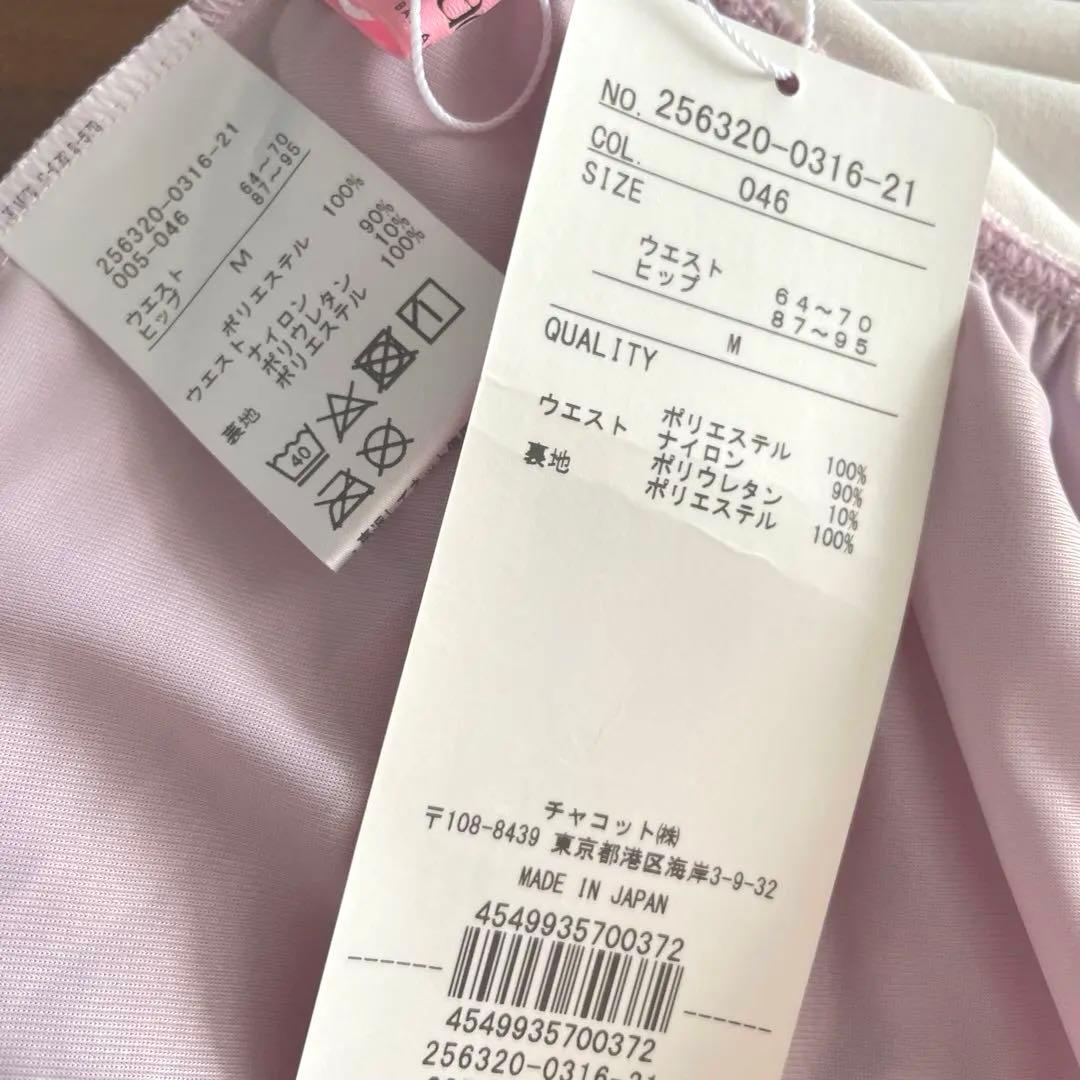 256320-0316-21
005-046
ウエスト 64～70
ヒップ 87～95
M
ポリエステル 100%
ウエスト ナイロン 90%
ポリウレタン 10%
裏地 ポリエステル 100%
40
NO. 256320-0316-21
COL. 046
SIZE
ウエスト 64～70
ヒップ 87～95
M
QUALITY
ポリエステル 100%
ウエスト ナイロン 90%
ポリウレタン 10%
裏地 ポリエステル 100%
チャコット㈱
〒108-8439 東京都港区海岸3-9-32
MADE IN JAPAN
4549935700372
4549935700372
256320-0316-21